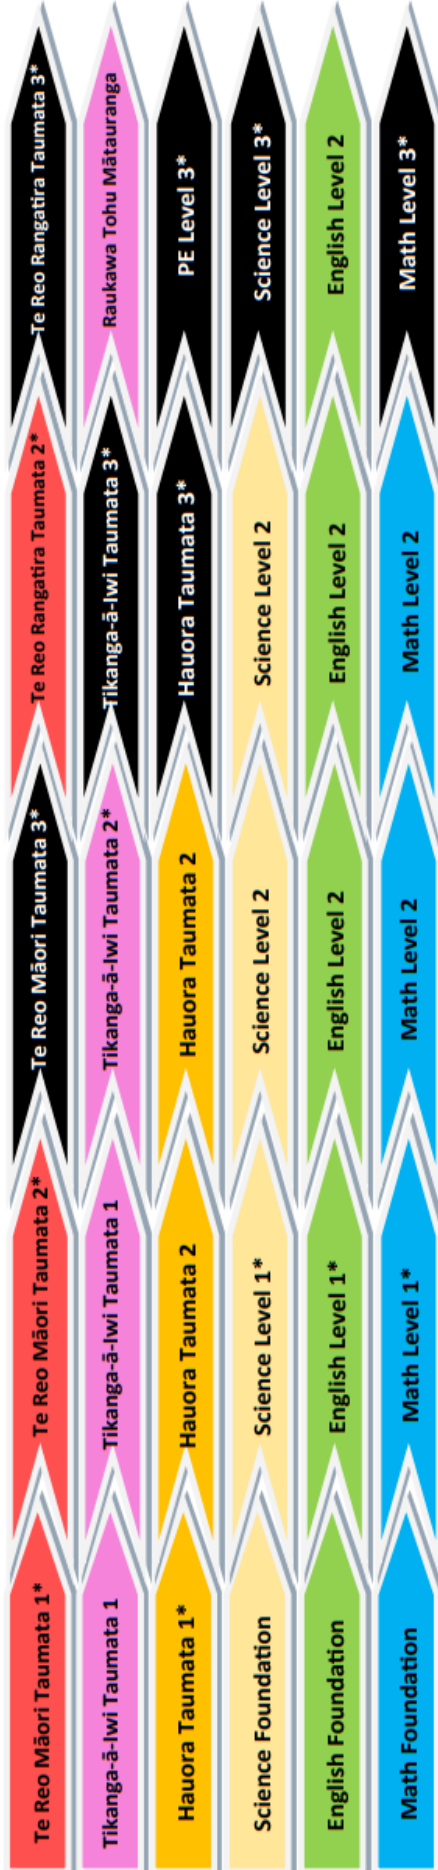 Te Reo Māori Taumata 1*
Te Reo Māori Taumata 2*
Te Reo Māori Taumata 3*
Te Reo Rangatira Taumata 2*
Te Reo Rangatira Taumata 3*
Tikanga-ā-Iwi Taumata 1
Tikanga-ā-Iwi Taumata 1
Tikanga-ā-Iwi Taumata 2*
Tikanga-ā-Iwi Taumata 3*
Raukawa Tohu Mātauranga
Hauora Taumata 1*
Hauora Taumata 2
Hauora Taumata 2
Hauora Taumata 3*
PE Level 3*
Science Foundation
Science Level 1*
Science Level 2
Science Level 2
Science Level 3*
English Foundation
English Level 1*
English Level 2
English Level 2
English Level 2
Math Foundation
Math Level 1*
Math Level 2
Math Level 2
Math Level 3*